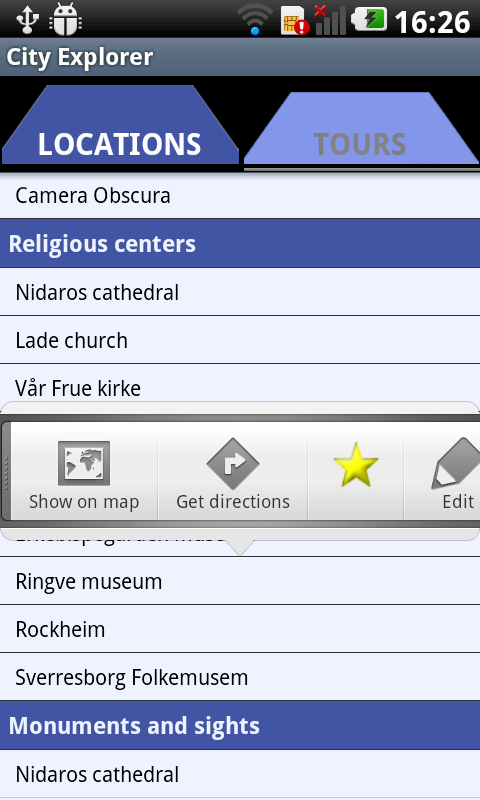 16:26
City Explorer
LOCATIONS
TOURS
Camera Obscura
Religious centers
Nidaros cathedral
Lade church
Vår Frue kirke
Show on map
Get directions
Edit
Ringve museum
Rockheim
Sverresborg Folkemusem
Monuments and sights
Nidaros cathedral